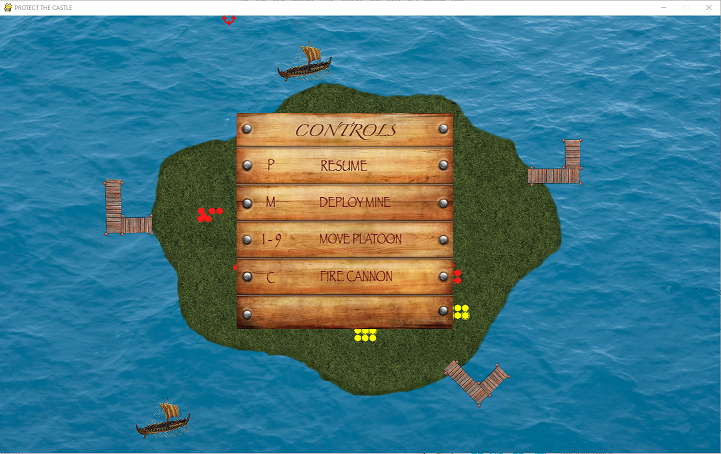 PROTECT THE CASTLE
CONTROLS
P RESUME
M DEPLOY MINE
1-9 MOVE PLATOON
C FIRE CANNON